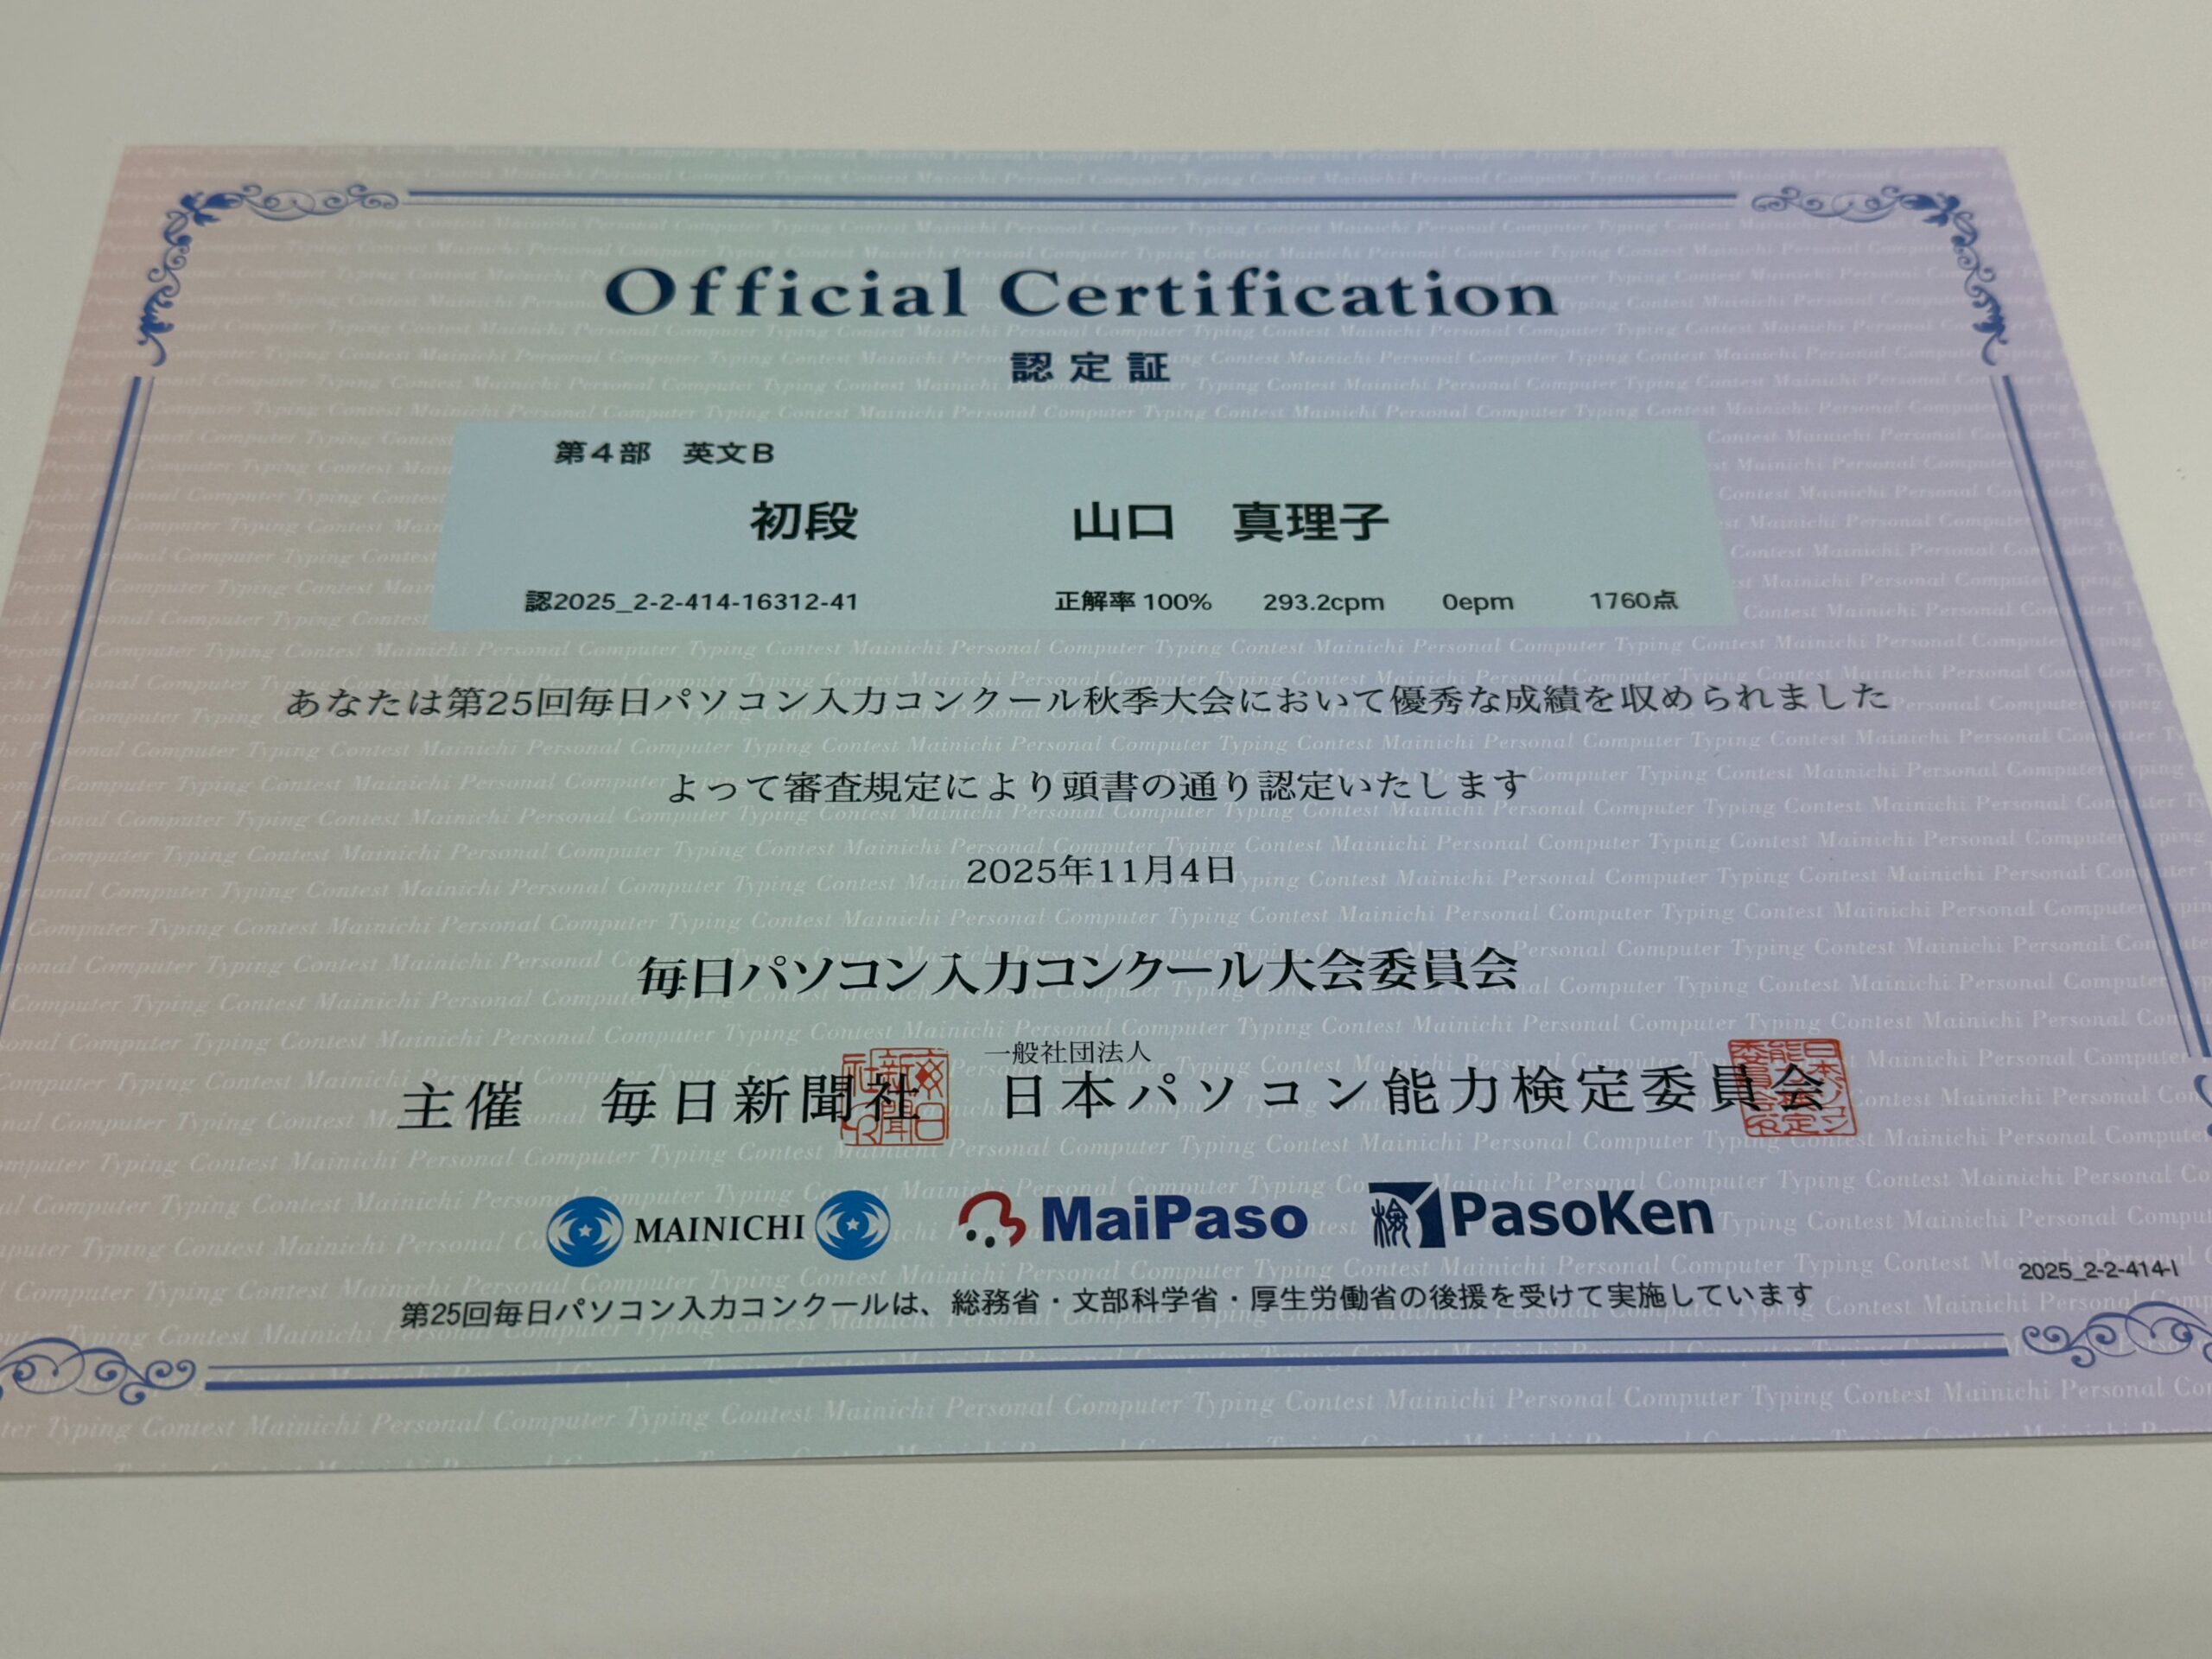 Official Certification
認定証
第4部 英文B
初段 山口 真理子
認2025_2-2-414-16312-41 正解率 100% 293.2cpm 0epm 1760点
あなたは第25回毎日パソコン入力コンクール秋季大会において優秀な成績を収められました
よって審査規定により頭書の通り認定いたします
2025年11月4日
毎日パソコン入力コンクール大会委員会
一般社団法人
主催 毎日新聞社 日本パソコン能力検定委員会
MAINICHI MaiPaso 検 PasoKen
2025_2-2-414-I
第25回毎日パソコン入力コンクールは、総務省・文部科学省・厚生労働省の後援を受けて実施しています
Mainichi Personal Computer Typing Contest